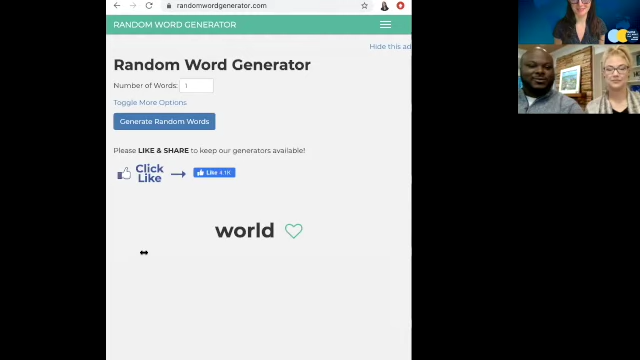 randomwordgenerator.com
RANDOM WORD GENERATOR
Hide this ad
Random Word Generator
Number of Words: 1
Toggle More Options
Generate Random Words
Please LIKE & SHARE to keep our generators available!
Click
Like
Like 4.1K
world